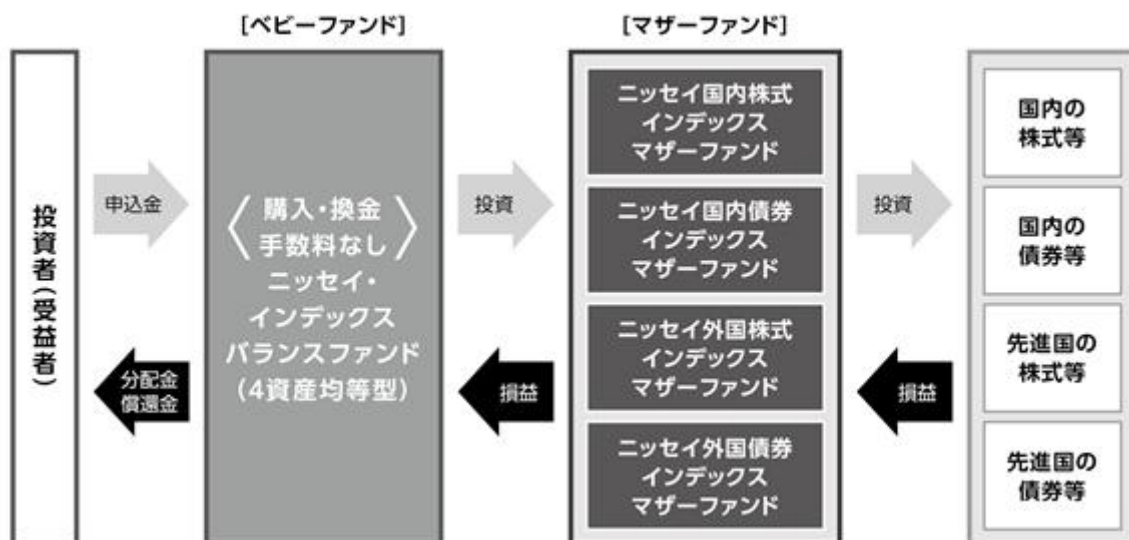 [ベビーファンド]
[マザーファンド]
投資者（受益者）
申込金
分配金
償還金
〈購入・換金
手数料なし〉
ニッセイ・
インデックス
バランスファンド
（4資産均等型）
投資
損益
ニッセイ国内株式
インデックス
マザーファンド
ニッセイ国内債券
インデックス
マザーファンド
ニッセイ外国株式
インデックス
マザーファンド
ニッセイ外国債券
インデックス
マザーファンド
投資
損益
国内の
株式等
国内の
債券等
先進国の
株式等
先進国の
債券等